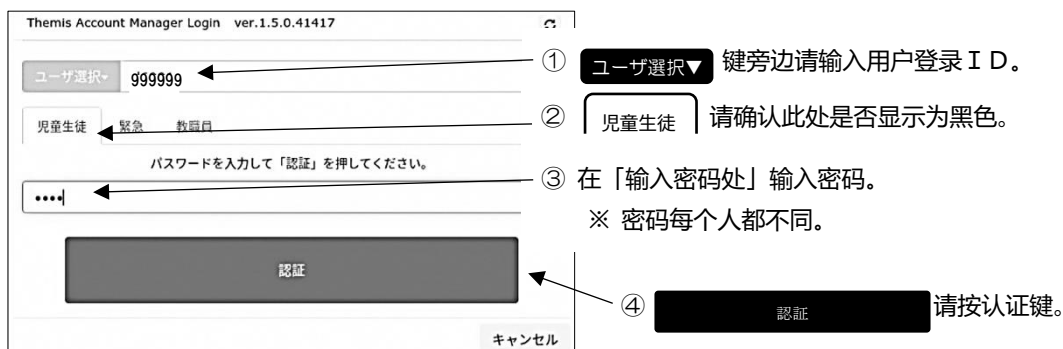 Themis Account Manager Login ver.1.5.0.41417
ユーザ選択▾ 999999
児童生徒 緊急 教職員
パスワードを入力して「認証」を押してください。
••••
認証
キャンセル
① ユーザ選択▼ 键旁边请输入用户登录ＩＤ。
② 児童生徒 请确认此处是否显示为黑色。
③ 在「输入密码处」输入密码。
※ 密码每个人都不同。
④ 認証 请按认证键。